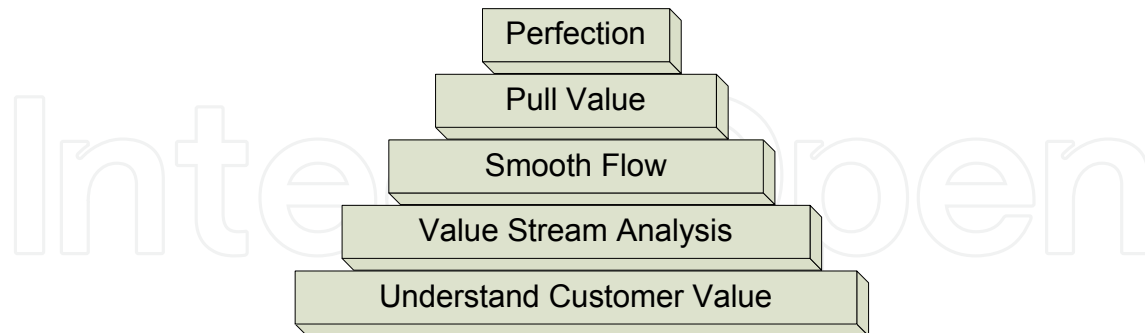 Perfection
Pull Value
Smooth Flow
Value Stream Analysis
Understand Customer Value